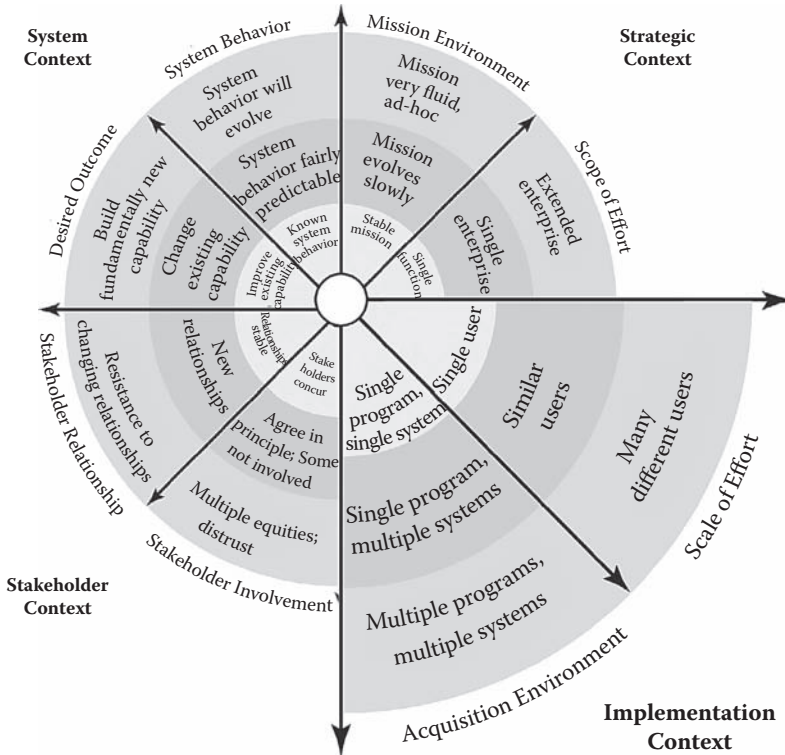 System
Context
System Behavior
Mission Environment
Strategic
Context
System
behavior will
evolve
Mission
very fluid,
ad-hoc
Desired Outcome
Scope of Effort
Build
fundamentally new
capability
System
behavior fairly
predictable
Mission
evolves
slowly
Extended
enterprise
Change
existing
capability
Known
system
behavior
Stable
mission
Single
enterprise
Improve
existing
capability
Single
function
Stakeholder Relationship
Resistance to
changing relationships
New
relationships
Relationships
stable
Stake
holders
concur
Single
program,
single system
Single user
Similar
users
Many
different users
Scale of Effort
Agree in
principle; Some
not involved
Single program,
multiple systems
Multiple equities;
distrust
Stakeholder Involvement
Stakeholder
Context
Multiple programs,
multiple systems
Acquisition Environment
Implementation
Context